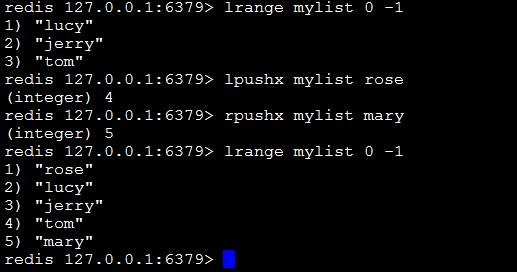 redis 127.0.0.1:6379> lrange mylist 0 -1
1) "lucy"
2) "jerry"
3) "tom"
redis 127.0.0.1:6379> lpushx mylist rose
(integer) 4
redis 127.0.0.1:6379> rpushx mylist mary
(integer) 5
redis 127.0.0.1:6379> lrange mylist 0 -1
1) "rose"
2) "lucy"
3) "jerry"
4) "tom"
5) "mary"
redis 127.0.0.1:6379>